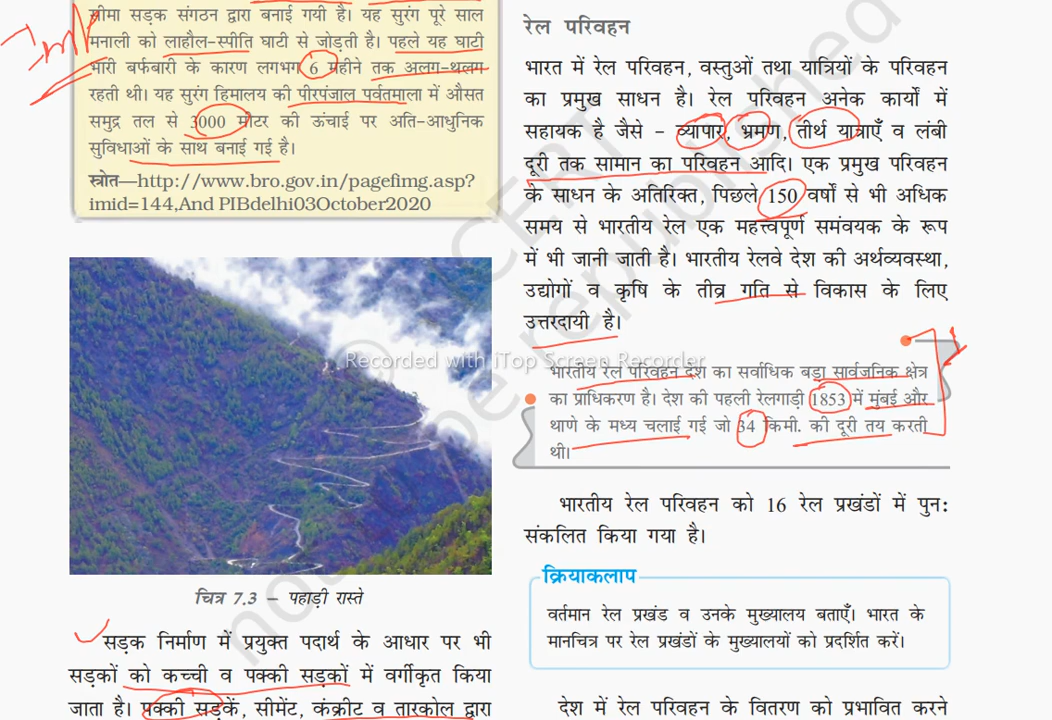 सीमा सड़क संगठन द्वारा बनाई गयी है। यह सुरंग पूरे साल
मनाली को लाहौल-स्पीति घाटी से जोड़ती है। पहले यह घाटी
भारी बर्फबारी के कारण लगभग 6 महीने तक अलग-थलग
रहती थी। यह सुरंग हिमालय की पीरपंजाल पर्वतमाला में औसत
समुद्र तल से 3000 मीटर की ऊंचाई पर अति-आधुनिक
सुविधाओं के साथ बनाई गई है।
स्त्रोत—http://www.bro.gov.in/pagefimg.asp?
imid=144,And PIBdelhi03October2020
चित्र 7.3 – पहाड़ी रास्ते
सड़क निर्माण में प्रयुक्त पदार्थ के आधार पर भी
सड़कों को कच्ची व पक्की सड़कों में वर्गीकृत किया
जाता है। पक्की सड़कें, सीमेंट, कंक्रीट व तारकोल द्वारा
रेल परिवहन
भारत में रेल परिवहन, वस्तुओं तथा यात्रियों के परिवहन
का प्रमुख साधन है। रेल परिवहन अनेक कार्यों में
सहायक है जैसे – व्यापार, भ्रमण, तीर्थ यात्राएँ व लंबी
दूरी तक सामान का परिवहन आदि। एक प्रमुख परिवहन
के साधन के अतिरिक्त, पिछले 150 वर्षों से भी अधिक
समय से भारतीय रेल एक महत्त्वपूर्ण समंवयक के रूप
में भी जानी जाती है। भारतीय रेलवे देश की अर्थव्यवस्था,
उद्योगों व कृषि के तीव्र गति से विकास के लिए
उत्तरदायी है।
Recorded with iTop Screen Recorder
भारतीय रेल परिवहन देश का सर्वाधिक बड़ा सार्वजनिक क्षेत्र
का प्राधिकरण है। देश की पहली रेलगाड़ी 1853 में मुंबई और
थाणे के मध्य चलाई गई जो 34 किमी. की दूरी तय करती
थी।
भारतीय रेल परिवहन को 16 रेल प्रखंडों में पुन:
संकलित किया गया है।
क्रियाकलाप
वर्तमान रेल प्रखंड व उनके मुख्यालय बताएँ। भारत के
मानचित्र पर रेल प्रखंडों के मुख्यालयों को प्रदर्शित करें।
देश में रेल परिवहन के वितरण को प्रभावित करने